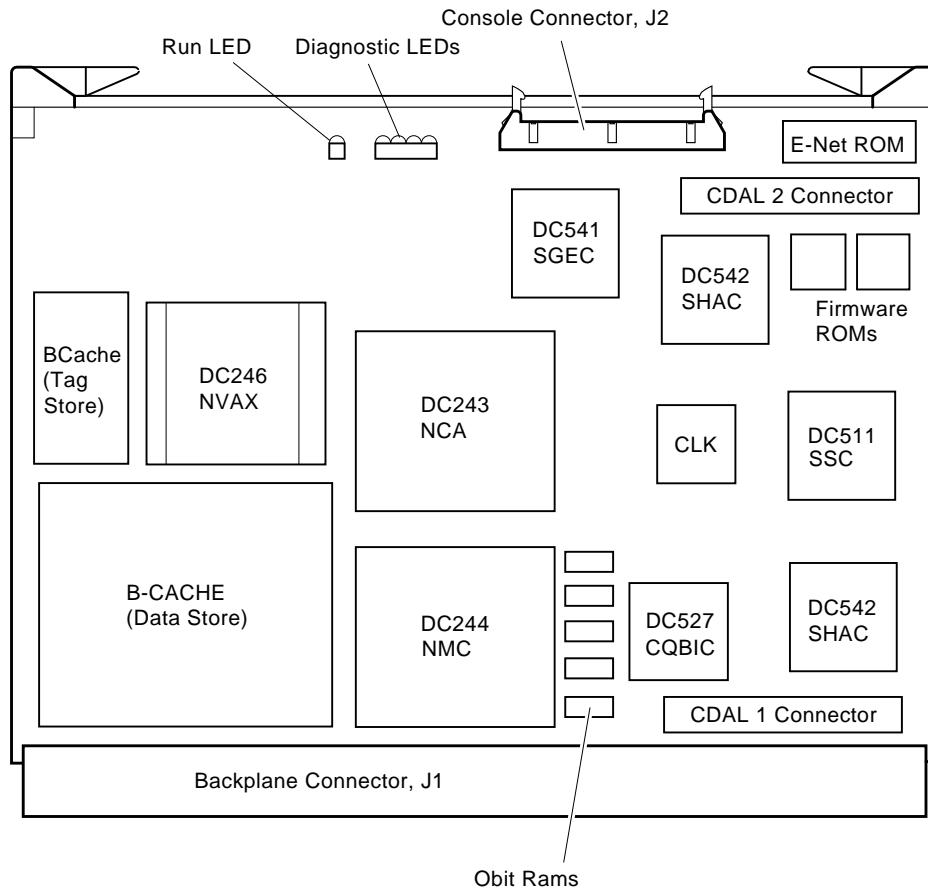 Console Connector, J2
Run LED
Diagnostic LEDs
E-Net ROM
CDAL 2 Connector
DC541
SGEC
DC542
SHAC
Firmware
ROMs
BCache
(Tag
Store)
DC246
NVAX
DC243
NCA
CLK
DC511
SSC
B-CACHE
(Data Store)
DC244
NMC
DC527
CQBIC
DC542
SHAC
CDAL 1 Connector
Backplane Connector, J1
Obit Rams